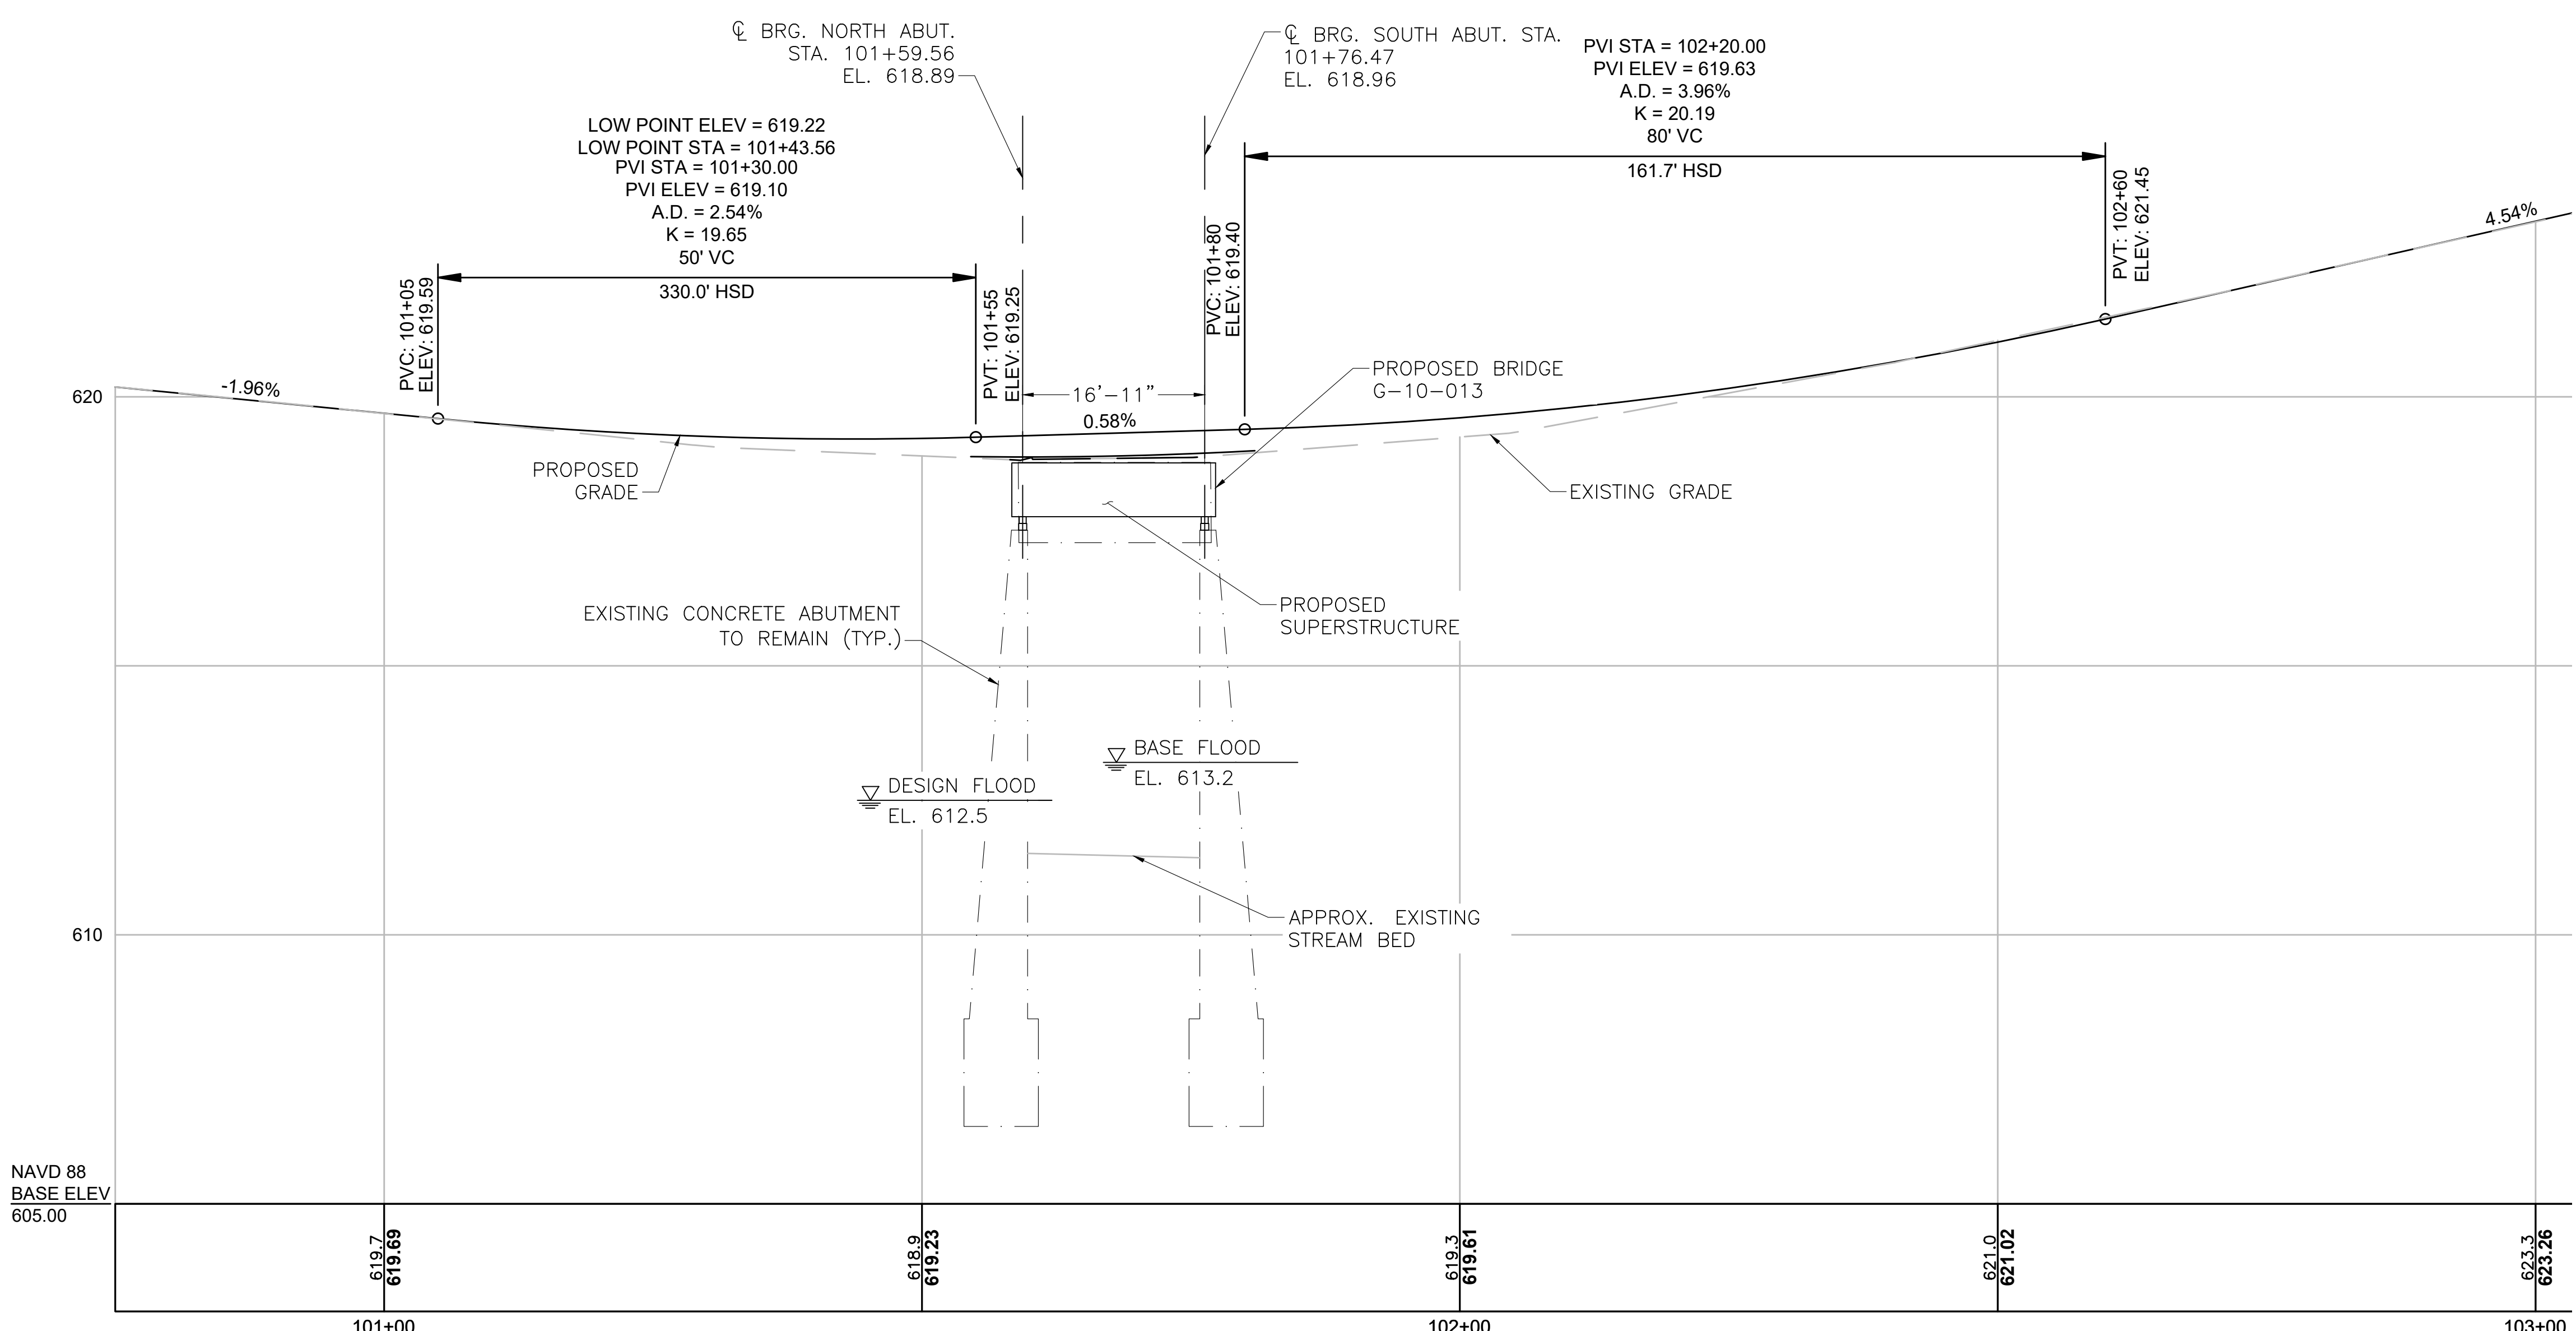 ℄ BRG. NORTH ABUT.
STA. 101+59.56
EL. 618.89
℄ BRG. SOUTH ABUT. STA.
101+76.47
EL. 618.96
PVI STA = 102+20.00
PVI ELEV = 619.63
A.D. = 3.96%
K = 20.19
80' VC
161.7' HSD
LOW POINT ELEV = 619.22
LOW POINT STA = 101+43.56
PVI STA = 101+30.00
PVI ELEV = 619.10
A.D. = 2.54%
K = 19.65
50' VC
330.0' HSD
PVC: 101+05
ELEV: 619.59
PVT: 101+55
ELEV: 619.25
PVC: 101+80
ELEV: 619.40
PVT: 102+60
ELEV: 621.45
4.54%
-1.96%
16'-11"
0.58%
PROPOSED BRIDGE
G-10-013
620
PROPOSED
GRADE
EXISTING GRADE
EXISTING CONCRETE ABUTMENT
TO REMAIN (TYP.)
PROPOSED
SUPERSTRUCTURE
BASE FLOOD
EL. 613.2
DESIGN FLOOD
EL. 612.5
APPROX. EXISTING
STREAM BED
610
NAVD 88
BASE ELEV
605.00
619.7
619.69
618.9
619.23
619.3
619.61
621.0
621.02
623.3
623.26
101+00
102+00
103+00